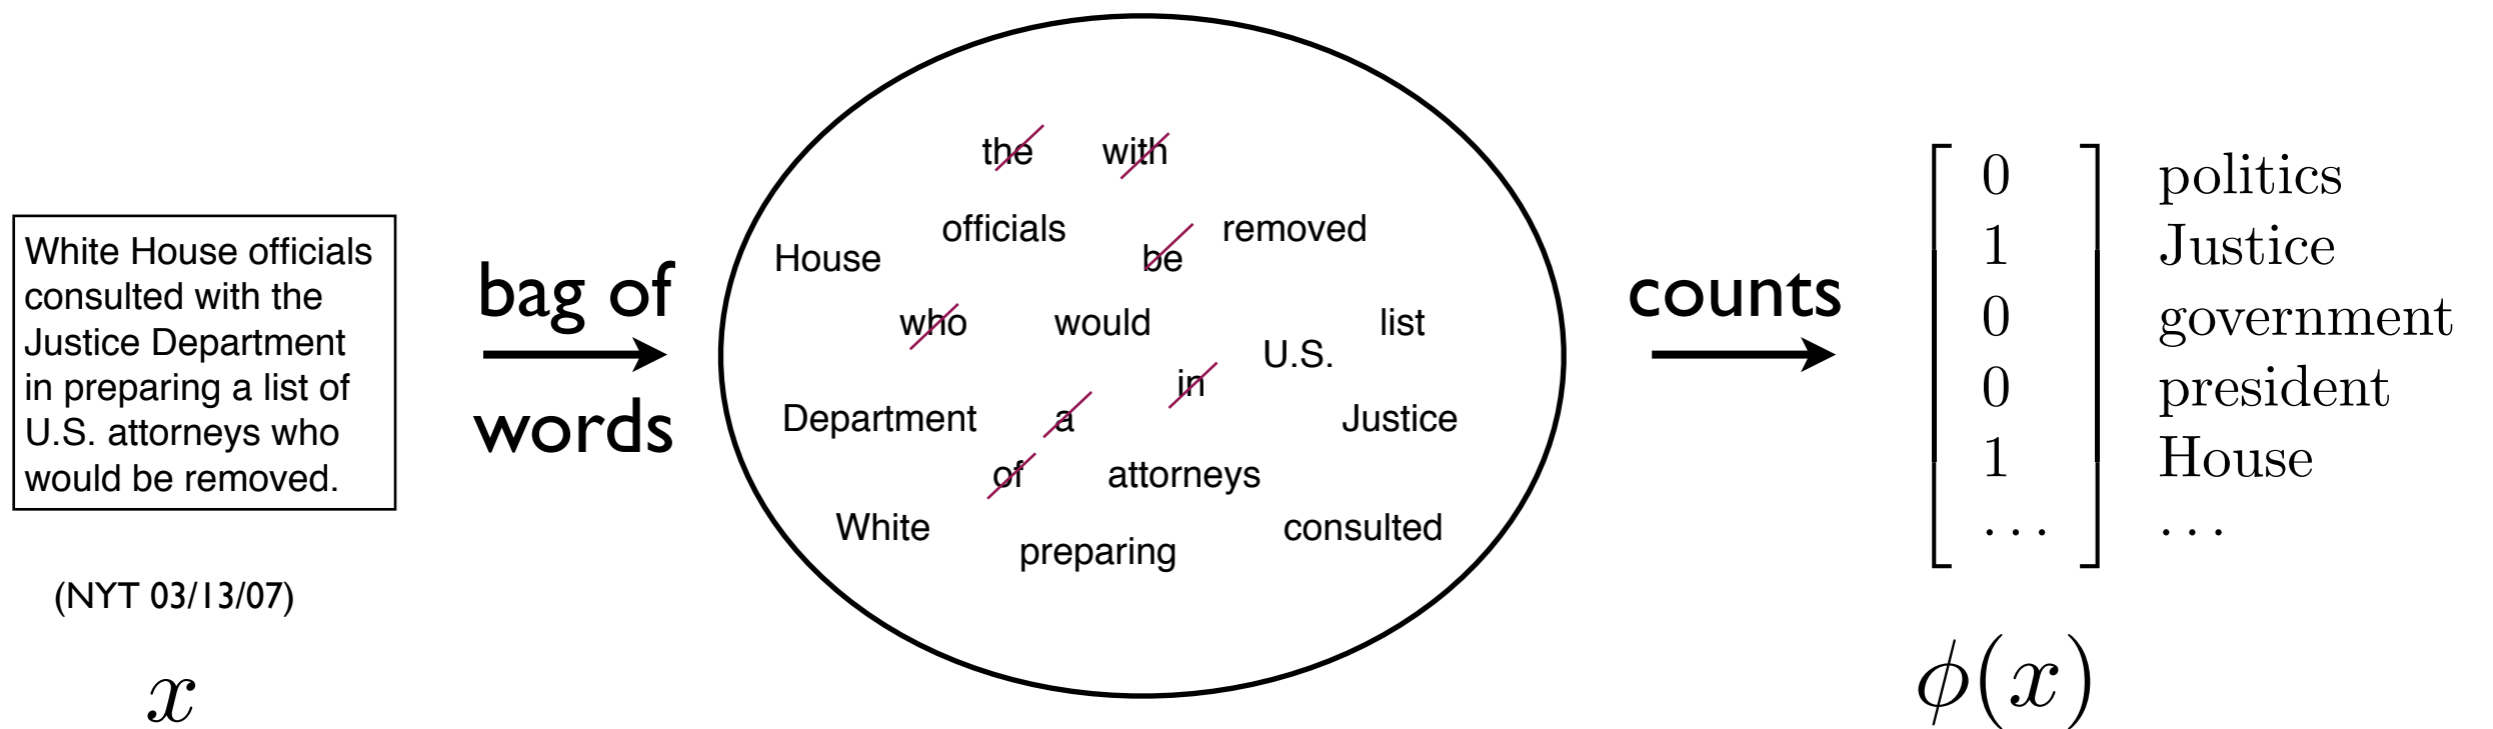 White House officials
consulted with the
Justice Department
in preparing a list of
U.S. attorneys who
would be removed.
(NYT 03/13/07)
x
bag of
words
the with
officials removed
House be
who would list
U.S.
in
Department a Justice
of attorneys
White consulted
preparing
counts
0 politics
1 Justice
0 government
0 president
1 House
... ...
ϕ(x)